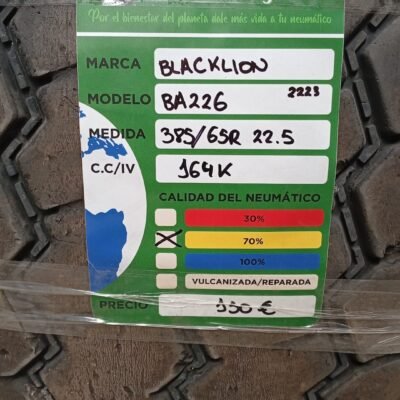 Por el bienestar del planeta dale más vida a tu neumático
MARCA BLACKLION
MODELO BA226 2223
MEDIDA 385/65R 22.5
C.C/IV 164K
CALIDAD DEL NEUMÁTICO
30%
X 70%
100%
VULCANIZADA/REPARADA
PRECIO 150 €